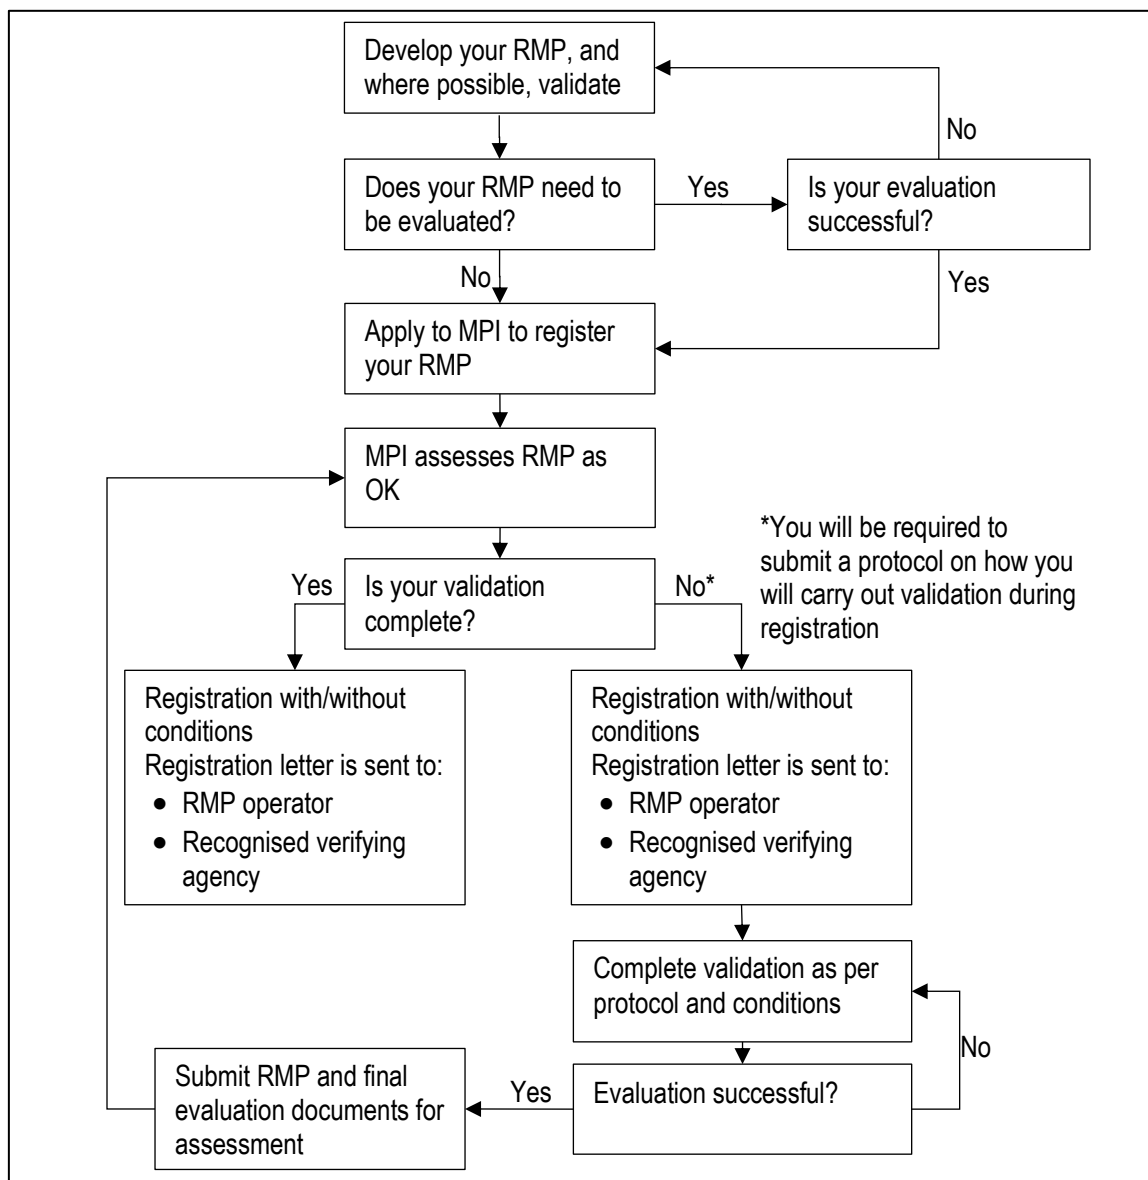 Develop your RMP, and
where possible, validate
No
Does your RMP need to
be evaluated?
Yes
Is your evaluation
successful?
No
Yes
Apply to MPI to register
your RMP
MPI assesses RMP as
OK
*You will be required to
submit a protocol on how you
will carry out validation during
registration
Yes
Is your validation
complete?
No*
Registration with/without
conditions
Registration letter is sent to:
• RMP operator
• Recognised verifying
agency
Registration with/without
conditions
Registration letter is sent to:
• RMP operator
• Recognised verifying
agency
Complete validation as per
protocol and conditions
No
Submit RMP and final
evaluation documents for
assessment
Yes
Evaluation successful?